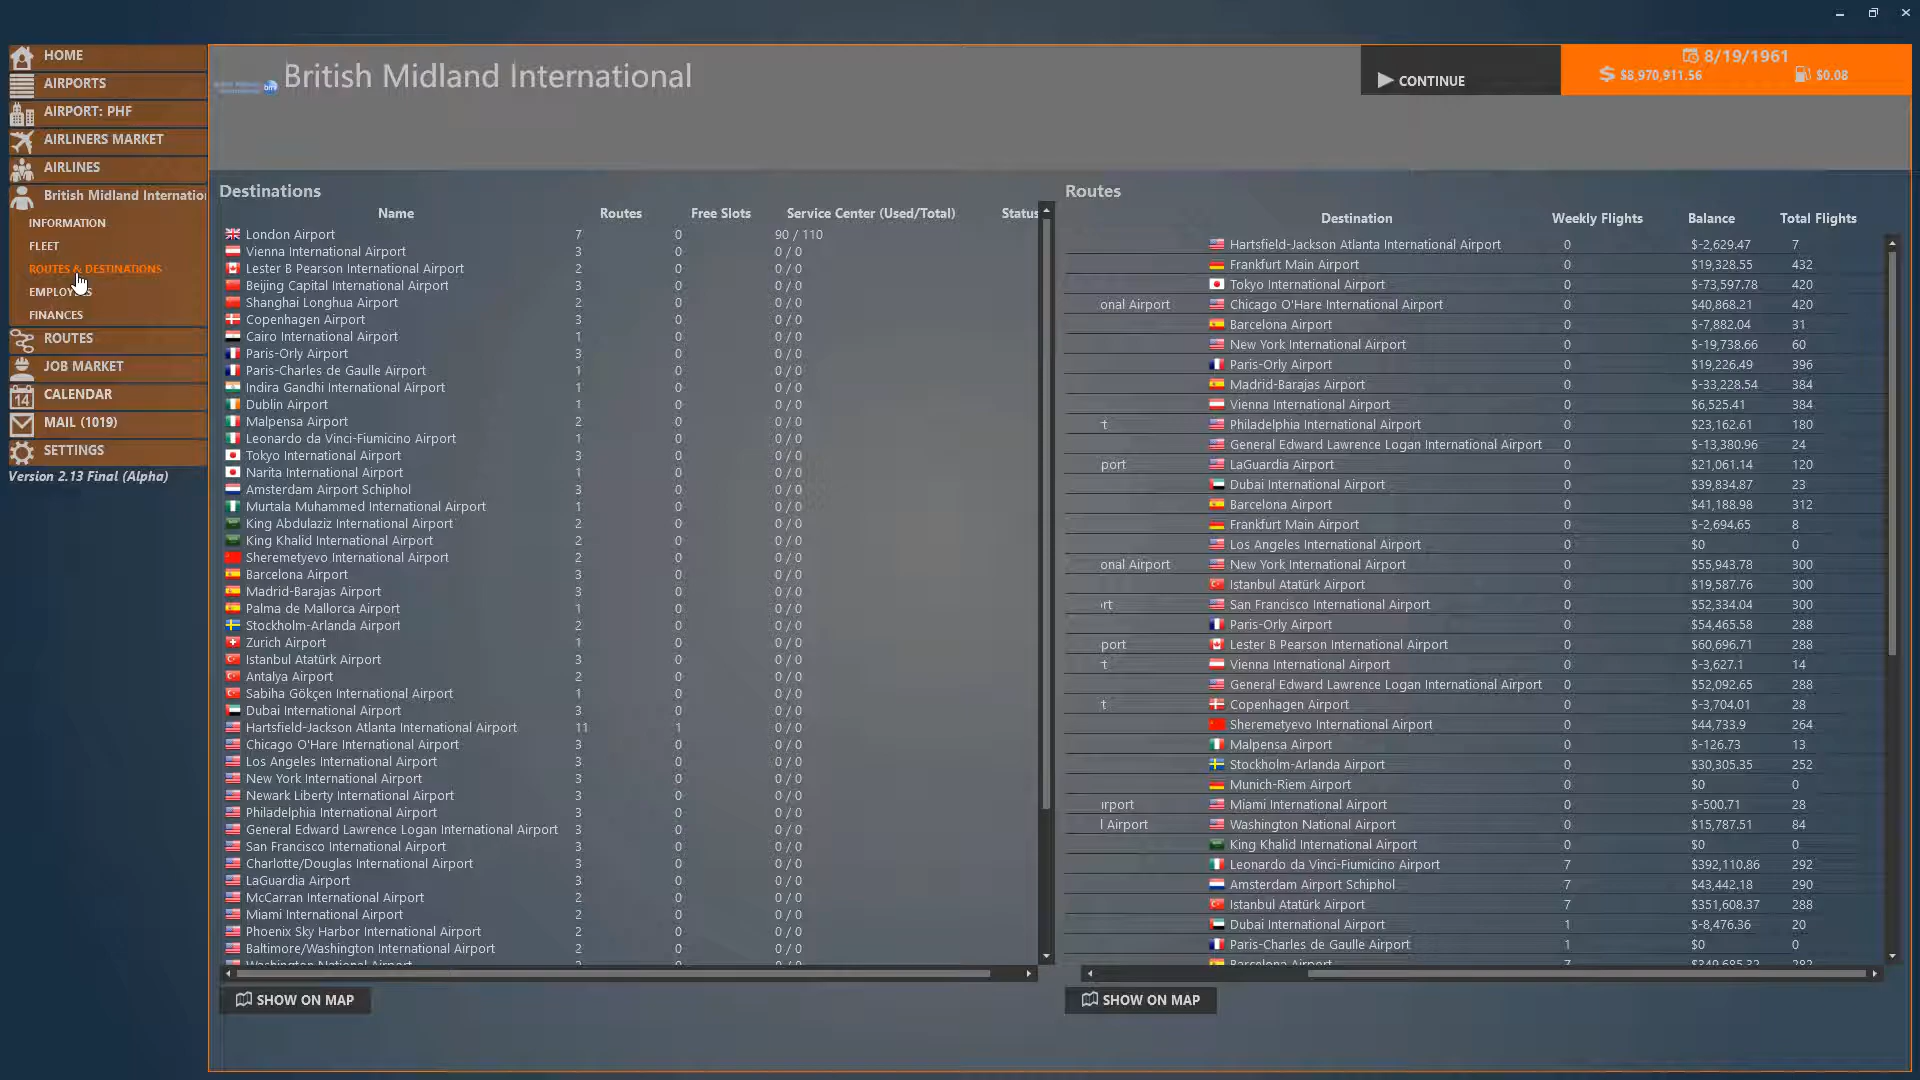 HOME
AIRPORTS
AIRPORT: PHF
AIRLINERS MARKET
AIRLINES
British Midland Internatio
INFORMATION
FLEET
ROUTES & DESTINATIONS
EMPLOYEES
FINANCES
ROUTES
JOB MARKET
14 CALENDAR
MAIL (1019)
SETTINGS
Version 2.13 Final (Alpha)
British Midland International
CONTINUE
8/19/1961
$8,970,911.56 $0.08
Destinations
Name Routes Free Slots Service Center (Used/Total) Status
London Airport 7 0 90 / 110
Vienna International Airport 3 0 0 / 0
Lester B Pearson International Airport 2 0 0 / 0
Beijing Capital International Airport 3 0 0 / 0
Shanghai Longhua Airport 2 0 0 / 0
Copenhagen Airport 3 0 0 / 0
Cairo International Airport 1 0 0 / 0
Paris-Orly Airport 3 0 0 / 0
Paris-Charles de Gaulle Airport 1 0 0 / 0
Indira Gandhi International Airport 1 0 0 / 0
Dublin Airport 1 0 0 / 0
Malpensa Airport 2 0 0 / 0
Leonardo da Vinci-Fiumicino Airport 1 0 0 / 0
Tokyo International Airport 3 0 0 / 0
Narita International Airport 1 0 0 / 0
Amsterdam Airport Schiphol 3 0 0 / 0
Murtala Muhammed International Airport 1 0 0 / 0
King Abdulaziz International Airport 2 0 0 / 0
King Khalid International Airport 2 0 0 / 0
Sheremetyevo International Airport 2 0 0 / 0
Barcelona Airport 3 0 0 / 0
Madrid-Barajas Airport 3 0 0 / 0
Palma de Mallorca Airport 1 0 0 / 0
Stockholm-Arlanda Airport 2 0 0 / 0
Zurich Airport 1 0 0 / 0
Istanbul Atatürk Airport 3 0 0 / 0
Antalya Airport 2 0 0 / 0
Sabiha Gökçen International Airport 1 0 0 / 0
Dubai International Airport 3 0 0 / 0
Hartsfield-Jackson Atlanta International Airport 11 1 0 / 0
Chicago O'Hare International Airport 3 0 0 / 0
Los Angeles International Airport 3 0 0 / 0
New York International Airport 3 0 0 / 0
Newark Liberty International Airport 3 0 0 / 0
Philadelphia International Airport 3 0 0 / 0
General Edward Lawrence Logan International Airport 3 0 0 / 0
San Francisco International Airport 3 0 0 / 0
Charlotte/Douglas International Airport 3 0 0 / 0
LaGuardia Airport 3 0 0 / 0
McCarran International Airport 2 0 0 / 0
Miami International Airport 2 0 0 / 0
Phoenix Sky Harbor International Airport 2 0 0 / 0
Baltimore/Washington International Airport 2 0 0 / 0
Washington National Airport 2 0 0 / 0
SHOW ON MAP
Routes
Destination Weekly Flights Balance Total Flights
Hartsfield-Jackson Atlanta International Airport 0 $-2,629.47 7
Frankfurt Main Airport 0 $19,328.55 432
Tokyo International Airport 0 $-73,597.78 420
onal Airport Chicago O'Hare International Airport 0 $40,868.21 420
Barcelona Airport 0 $-7,882.04 31
New York International Airport 0 $-19,738.66 60
Paris-Orly Airport 0 $19,226.49 396
Madrid-Barajas Airport 0 $-33,228.54 384
Vienna International Airport 0 $6,525.41 384
t Philadelphia International Airport 0 $23,162.61 180
General Edward Lawrence Logan International Airport 0 $-13,380.96 24
port LaGuardia Airport 0 $21,061.14 120
Dubai International Airport 0 $39,834.87 23
Barcelona Airport 0 $41,188.98 312
Frankfurt Main Airport 0 $-2,694.65 8
Los Angeles International Airport 0 $0 0
onal Airport New York International Airport 0 $55,943.78 300
Istanbul Atatürk Airport 0 $19,587.76 300
rt San Francisco International Airport 0 $52,334.04 300
Paris-Orly Airport 0 $54,465.58 288
port Lester B Pearson International Airport 0 $60,696.71 288
t Vienna International Airport 0 $-3,627.1 14
General Edward Lawrence Logan International Airport 0 $52,092.65 288
t Copenhagen Airport 0 $-3,704.01 28
Sheremetyevo International Airport 0 $44,733.9 264
Malpensa Airport 0 $-126.73 13
Stockholm-Arlanda Airport 0 $30,305.35 252
Munich-Riem Airport 0 $0 0
irport Miami International Airport 0 $-500.71 28
l Airport Washington National Airport 0 $15,787.51 84
King Khalid International Airport 0 $0 0
Leonardo da Vinci-Fiumicino Airport 7 $392,110.86 292
Amsterdam Airport Schiphol 7 $43,442.18 290
Istanbul Atatürk Airport 7 $351,608.37 288
Dubai International Airport 1 $-8,476.36 20
Paris-Charles de Gaulle Airport 1 $0 0
Barcelona Airport 7 $349,685.32 282
SHOW ON MAP